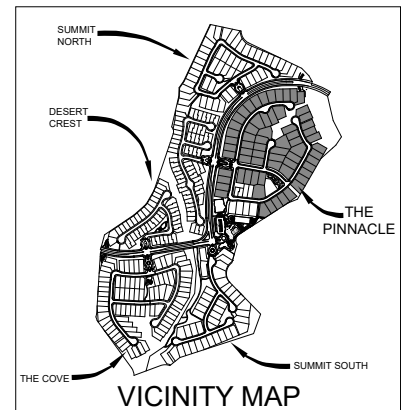 SUMMIT
NORTH
DESERT
CREST
THE
PINNACLE
THE COVE
SUMMIT SOUTH
VICINITY MAP